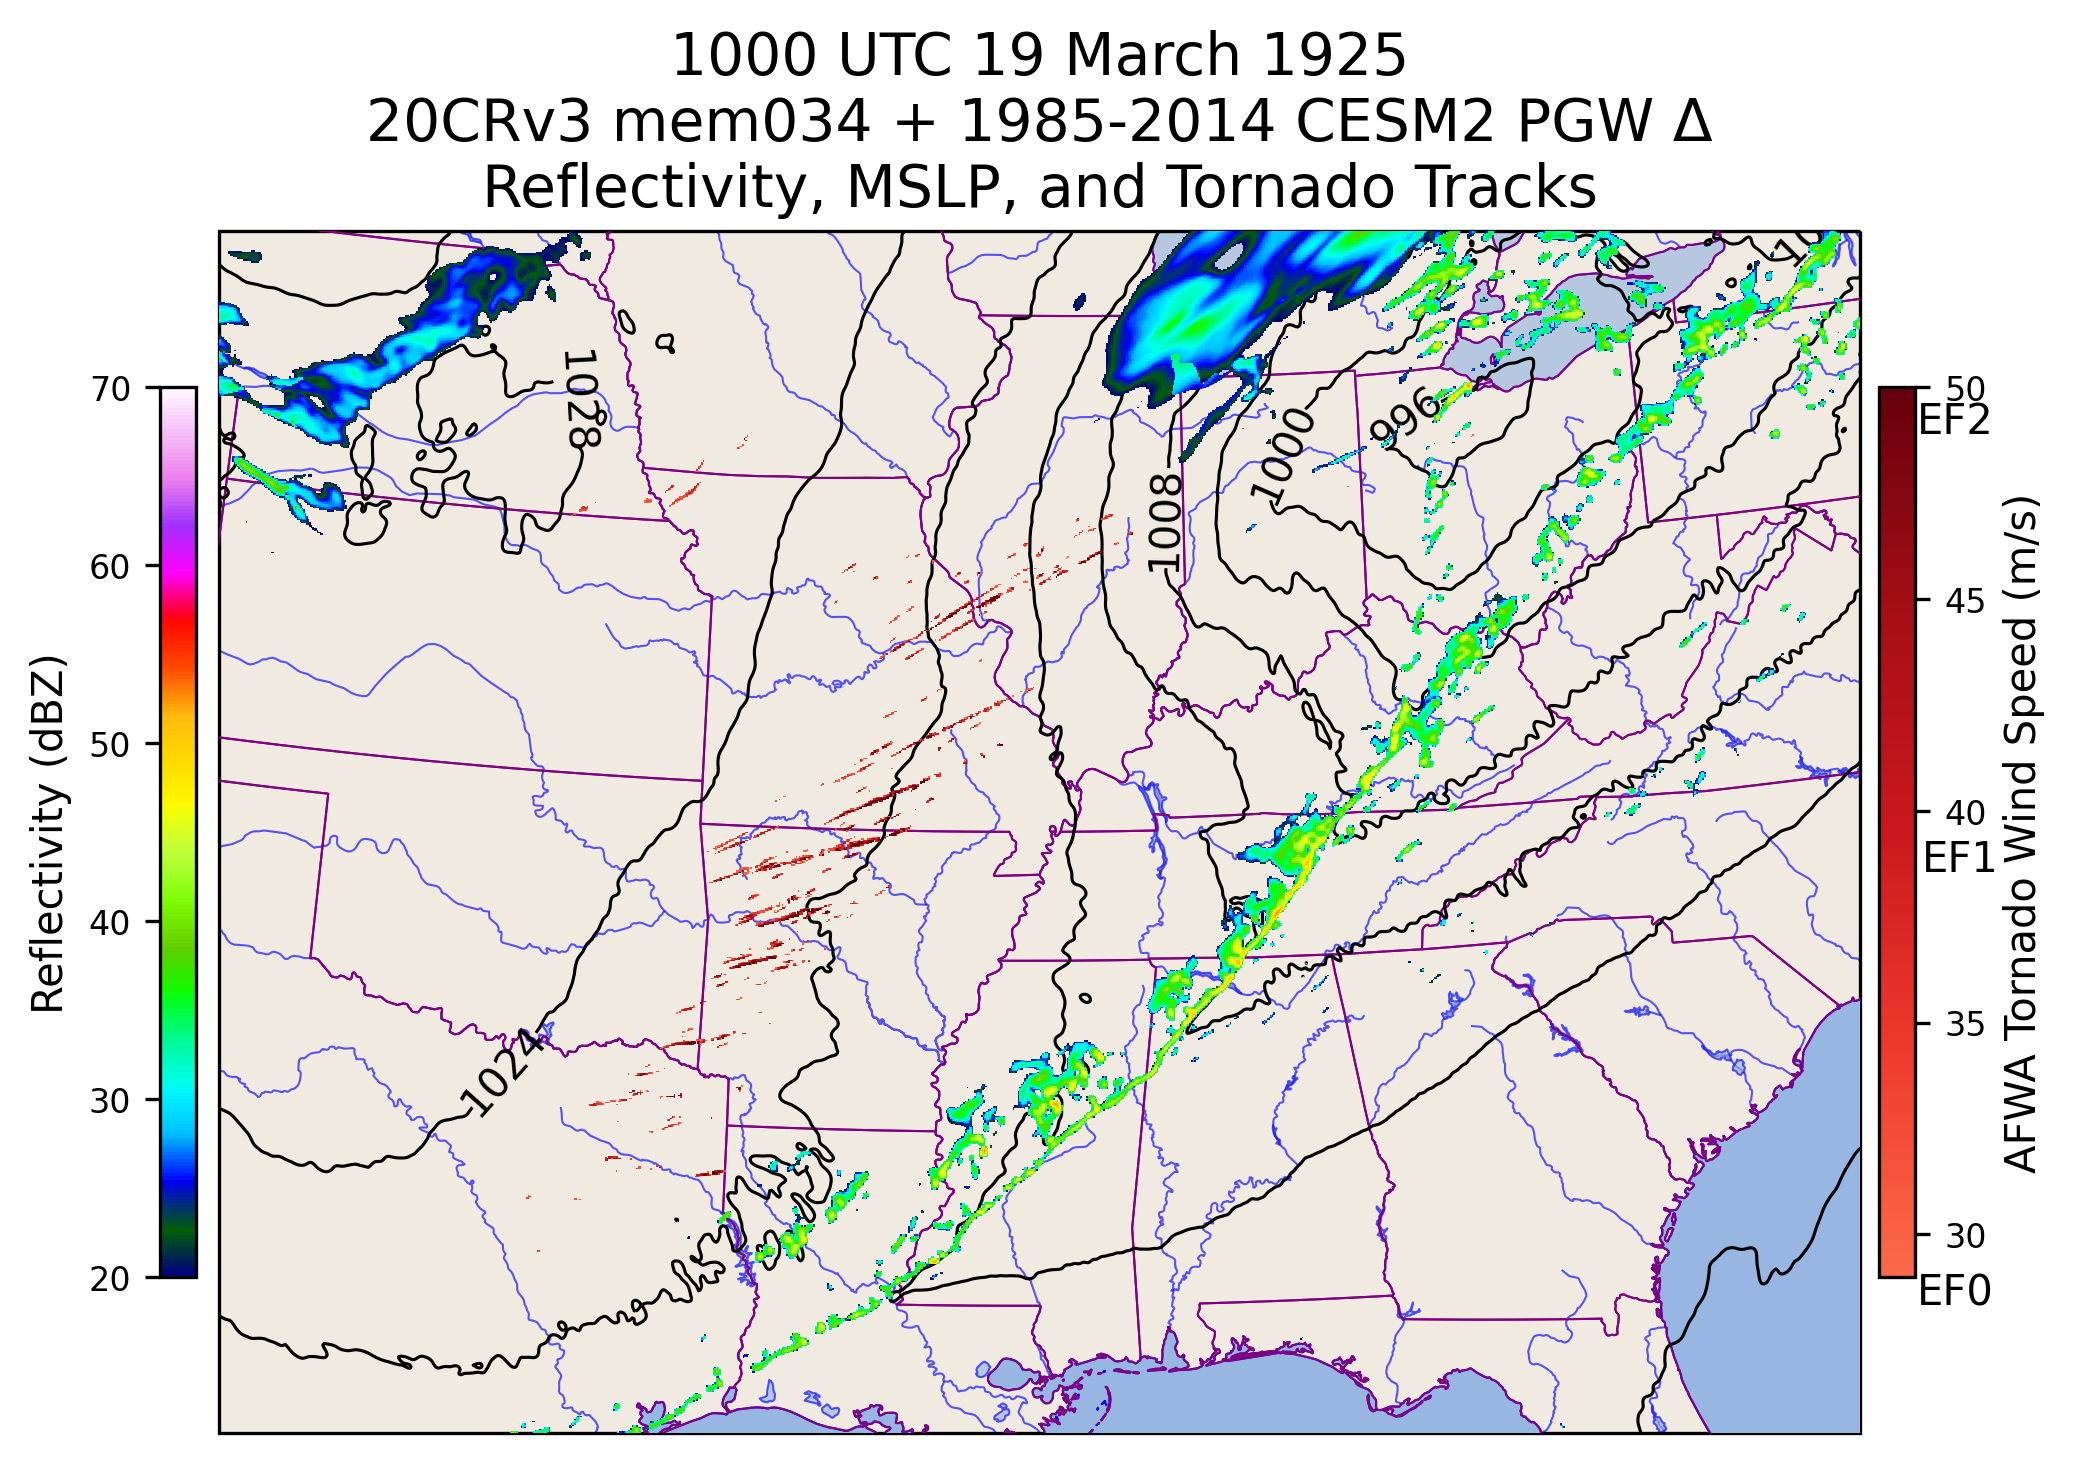 1000 UTC 19 March 1925
20CRv3 mem034 + 1985-2014 CESM2 PGW Δ
Reflectivity, MSLP, and Tornado Tracks
70
60
50
40
30
20
Reflectivity (dBZ)
1028
1024
1008
1000
996
10
50
EF2
45
40
EF1
35
30
EF0
AFWA Tornado Wind Speed (m/s)